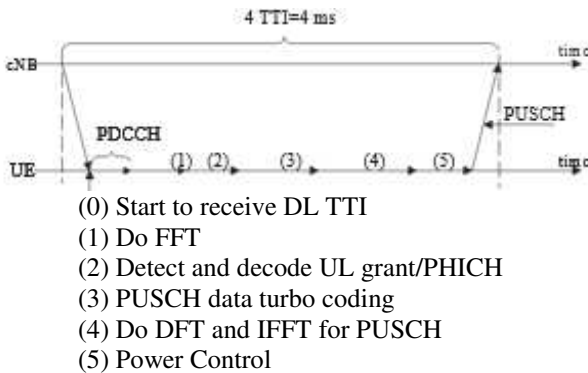 4 TTI=4 ms
eNB
time
PDCCH
PUSCH
UE
(1) (2) (3) (4) (5)
time
(0) Start to receive DL TTI
(1) Do FFT
(2) Detect and decode UL grant/PHICH
(3) PUSCH data turbo coding
(4) Do DFT and IFFT for PUSCH
(5) Power Control